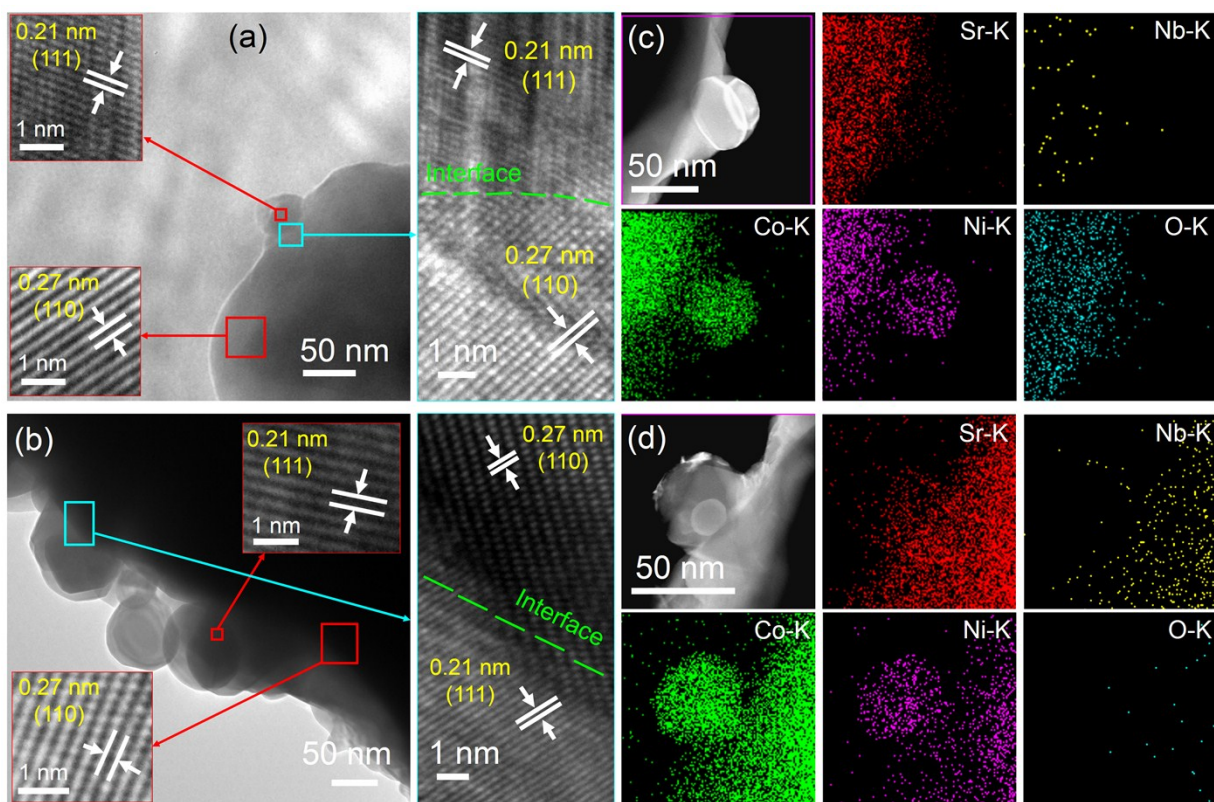 0.21 nm
(111)
1 nm
(a)
0.27 nm
(110)
1 nm
50 nm
0.21 nm
(111)
Interface
0.27 nm
(110)
1 nm
(c)
50 nm
Sr-K
Nb-K
Co-K
Ni-K
O-K
(b)
0.21 nm
(111)
1 nm
0.27 nm
(110)
1 nm
50 nm
0.27 nm
(110)
Interface
0.21 nm
(111)
1 nm
(d)
50 nm
Sr-K
Nb-K
Co-K
Ni-K
O-K